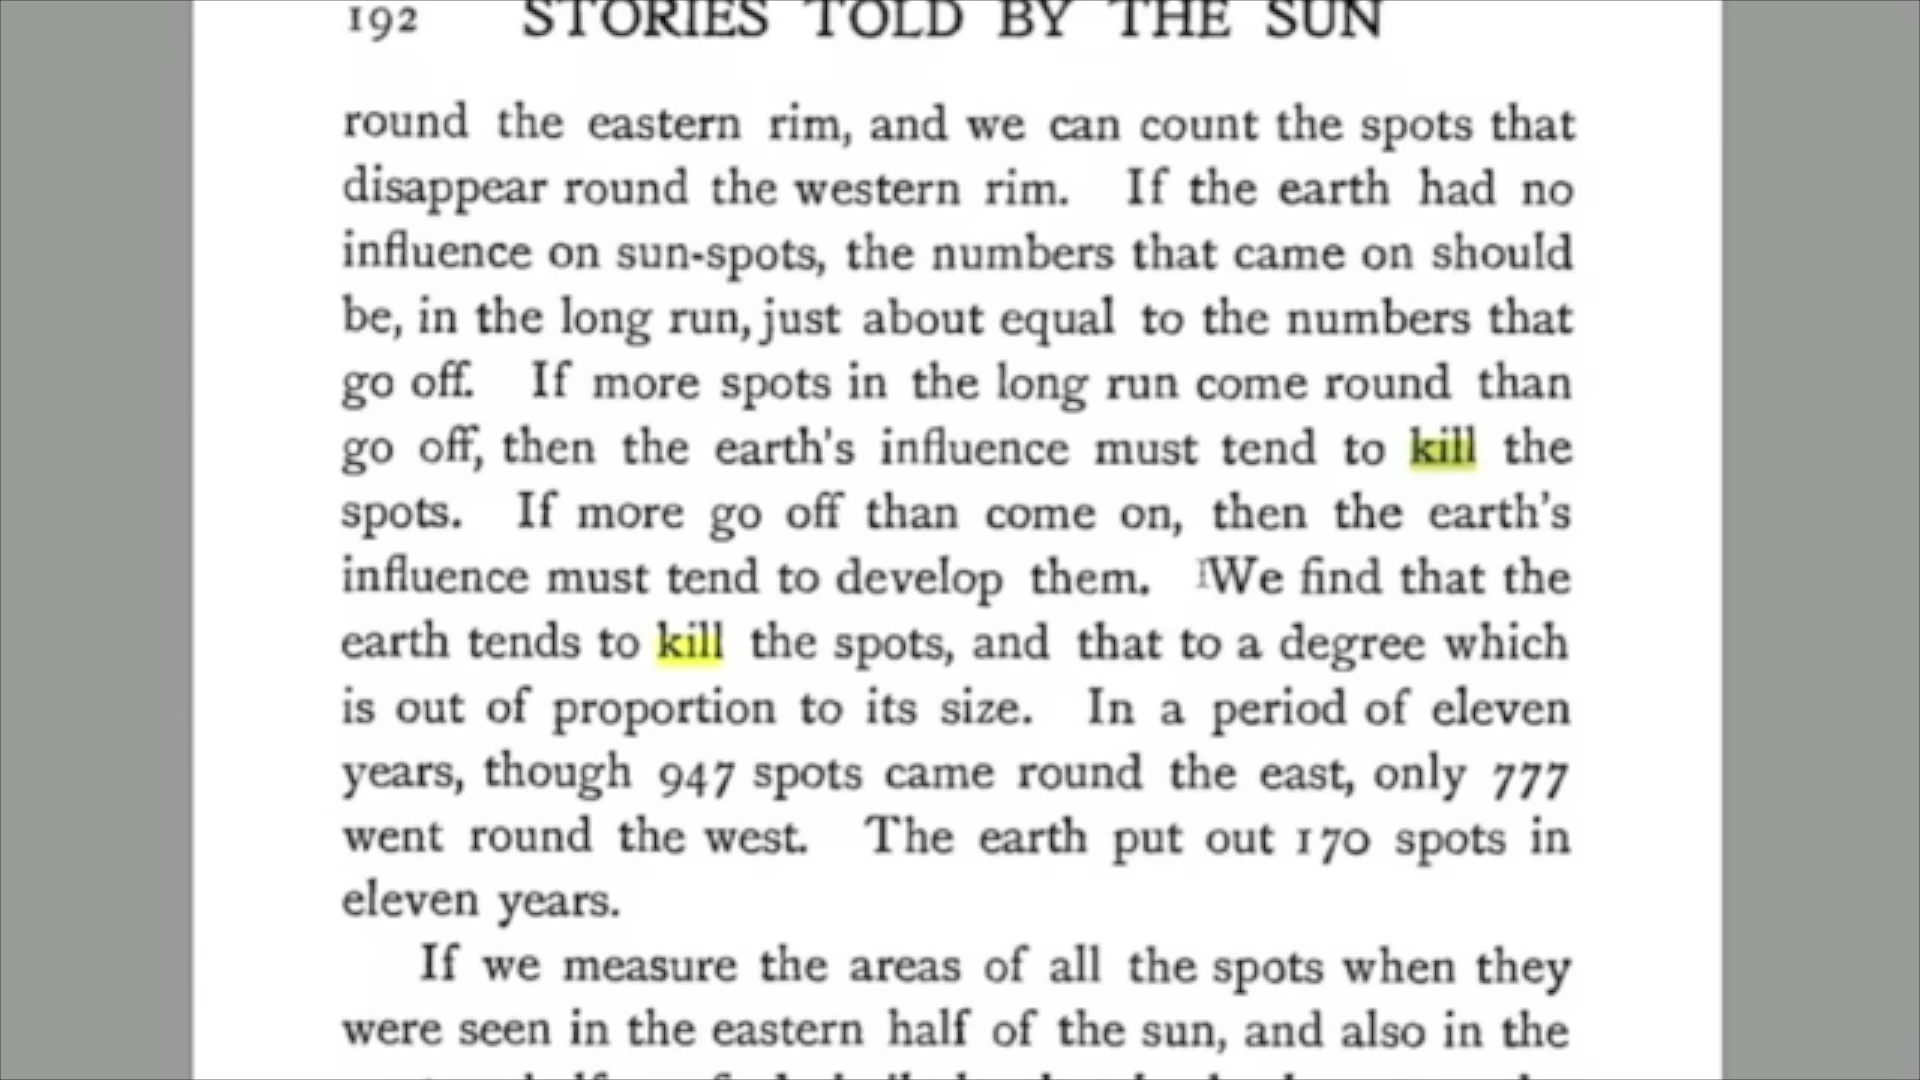 192 STORIES TOLD BY THE SUN
round the eastern rim, and we can count the spots that
disappear round the western rim. If the earth had no
influence on sun-spots, the numbers that came on should
be, in the long run, just about equal to the numbers that
go off. If more spots in the long run come round than
go off, then the earth's influence must tend to kill the
spots. If more go off than come on, then the earth's
influence must tend to develop them. We find that the
earth tends to kill the spots, and that to a degree which
is out of proportion to its size. In a period of eleven
years, though 947 spots came round the east, only 777
went round the west. The earth put out 170 spots in
eleven years.
If we measure the areas of all the spots when they
were seen in the eastern half of the sun, and also in the